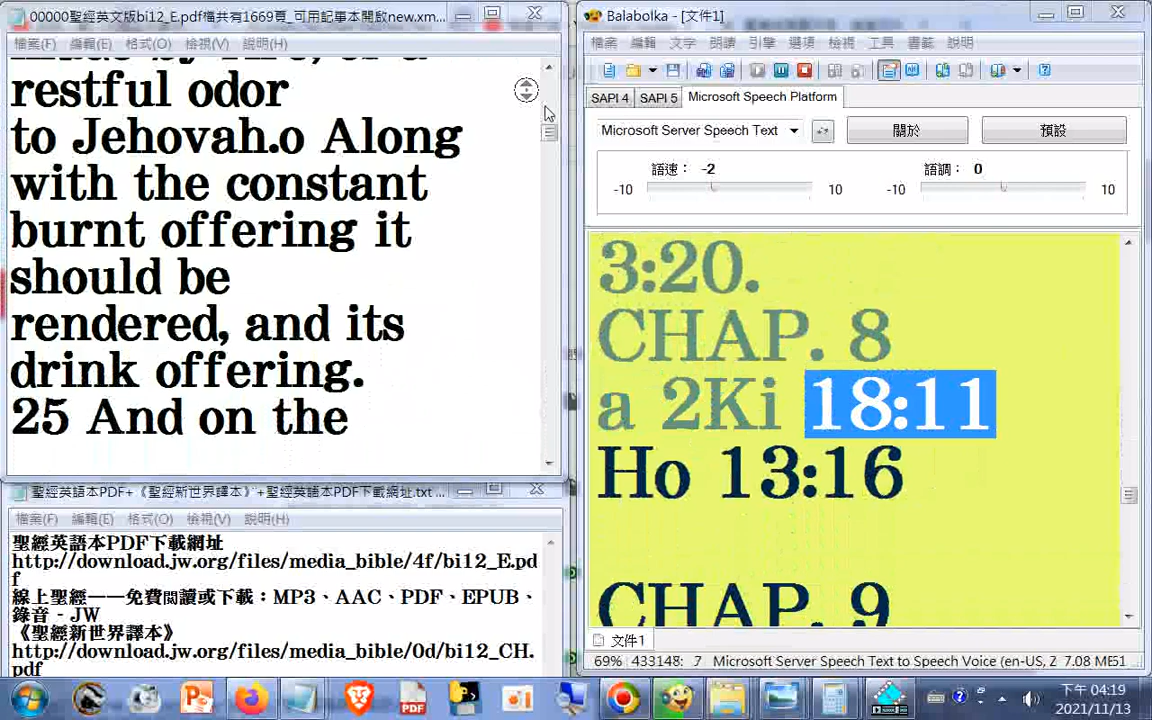 00000聖經英文版bi12_E.pdf檔共有1669頁_可用記事本開啟new.xm...
檔案(F) 編輯(E) 格式(O) 檢視(V) 說明(H)
restful odor
to Jehovah.o Along
with the constant
burnt offering it
should be
rendered, and its
drink offering.
25 And on the
聖經英語本PDF+《聖經新世界譯本》"+聖經英語本PDF下載網址.txt ...
檔案(F) 編輯(E) 格式(O) 檢視(V) 說明(H)
聖經英語本PDF下載網址
http://download.jw.org/files/media_bible/4f/bi12_E.pd
f
線上聖經——免費閱讀或下載：MP3、AAC、PDF、EPUB、
錄音 - JW
《聖經新世界譯本》
http://download.jw.org/files/media_bible/0d/bi12_CH.
pdf
Balabolka - [文件1]
檔案 編輯 文字 朗讀 引擎 選項 檢視 工具 書籤 說明
SAPI 4 SAPI 5 Microsoft Speech Platform
Microsoft Server Speech Text 關於 預設
語速： -2 語調： 0
-10 10 -10 10
3:20.
CHAP. 8
a 2Ki 18:11
Ho 13:16
CHAP. 9
文件1
69% 433148: 7 Microsoft Server Speech Text to Speech Voice (en-US, Z 7.08 ME51
PDF
下午 04:19
2021/11/13